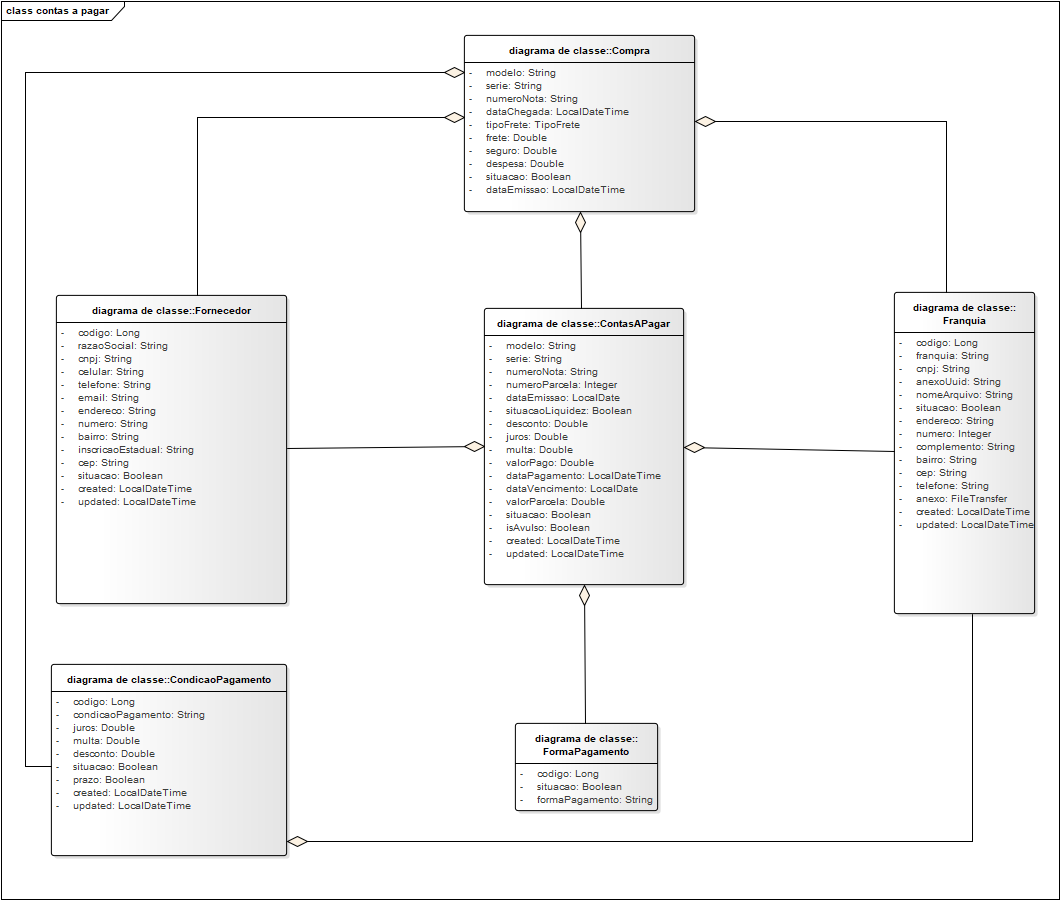 class contas a pagar
diagrama de classe::Compra
- modelo: String
- serie: String
- numeroNota: String
- dataChegada: LocalDateTime
- tipoFrete: TipoFrete
- frete: Double
- seguro: Double
- despesa: Double
- situacao: Boolean
- dataEmissao: LocalDateTime
diagrama de classe::Fornecedor
- codigo: Long
- razaoSocial: String
- cnpj: String
- celular: String
- telefone: String
- email: String
- endereco: String
- numero: String
- bairro: String
- inscricaoEstadual: String
- cep: String
- situacao: Boolean
- created: LocalDateTime
- updated: LocalDateTime
diagrama de classe::ContasAPagar
- modelo: String
- serie: String
- numeroNota: String
- numeroParcela: Integer
- dataEmissao: LocalDate
- situacaoLiquidez: Boolean
- desconto: Double
- juros: Double
- multa: Double
- valorPago: Double
- dataPagamento: LocalDateTime
- dataVencimento: LocalDate
- valorParcela: Double
- situacao: Boolean
- isAvulso: Boolean
- created: LocalDateTime
- updated: LocalDateTime
diagrama de classe::
Franquia
- codigo: Long
- franquia: String
- cnpj: String
- anexoUuid: String
- nomeArquivo: String
- situacao: Boolean
- endereco: String
- numero: Integer
- complemento: String
- bairro: String
- cep: String
- telefone: String
- anexo: FileTransfer
- created: LocalDateTime
- updated: LocalDateTime
diagrama de classe::CondicaoPagamento
- codigo: Long
- condicaoPagamento: String
- juros: Double
- multa: Double
- desconto: Double
- situacao: Boolean
- prazo: Boolean
- created: LocalDateTime
- updated: LocalDateTime
diagrama de classe::
FormaPagamento
- codigo: Long
- situacao: Boolean
- formaPagamento: String